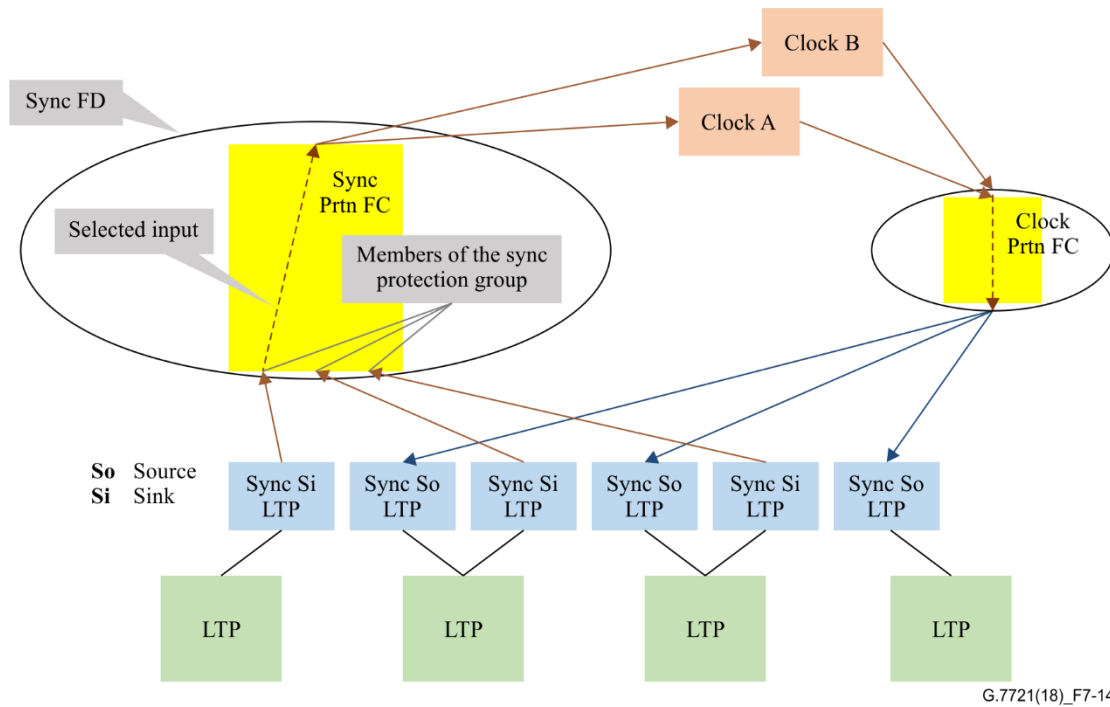 Clock B
Sync FD
Clock A
Sync
Prtn FC
Clock
Prtn FC
Selected input
Members of the sync
protection group
So Source
Si Sink
Sync Si
LTP
Sync So
LTP
Sync Si
LTP
Sync So
LTP
Sync Si
LTP
Sync So
LTP
LTP
LTP
LTP
LTP
G.7721(18)_F7-14